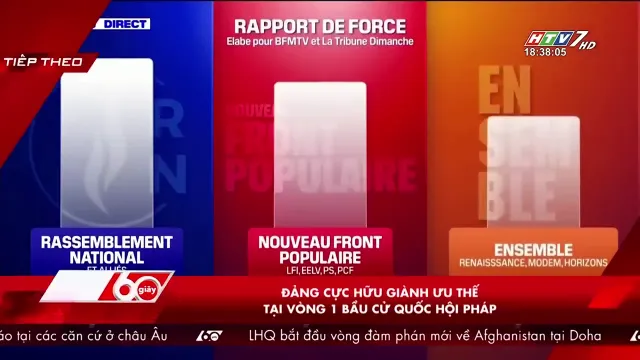 DIRECT
RAPPORT DE FORCE
Elabe pour BFMTV et La Tribune Dimanche
HTV7 HD
18:38:05
TIẾP THEO
RN
NOUVEAU
FRONT
POPULAIRE
EN
SEM
BLE
RASSEMBLEMENT
NATIONAL
ET ALLIÉS
NOUVEAU FRONT
POPULAIRE
LFI, EELV, PS, PCF
ENSEMBLE
RENAISSSANCE, MODEM, HORIZONS
60 giây
ĐẢNG CỰC HỮU GIÀNH ƯU THẾ
TẠI VÒNG 1 BẦU CỬ QUỐC HỘI PHÁP
áo tại các căn cứ ở châu Âu 60 LHQ bắt đầu vòng đàm phán mới về Afghanistan tại Doha